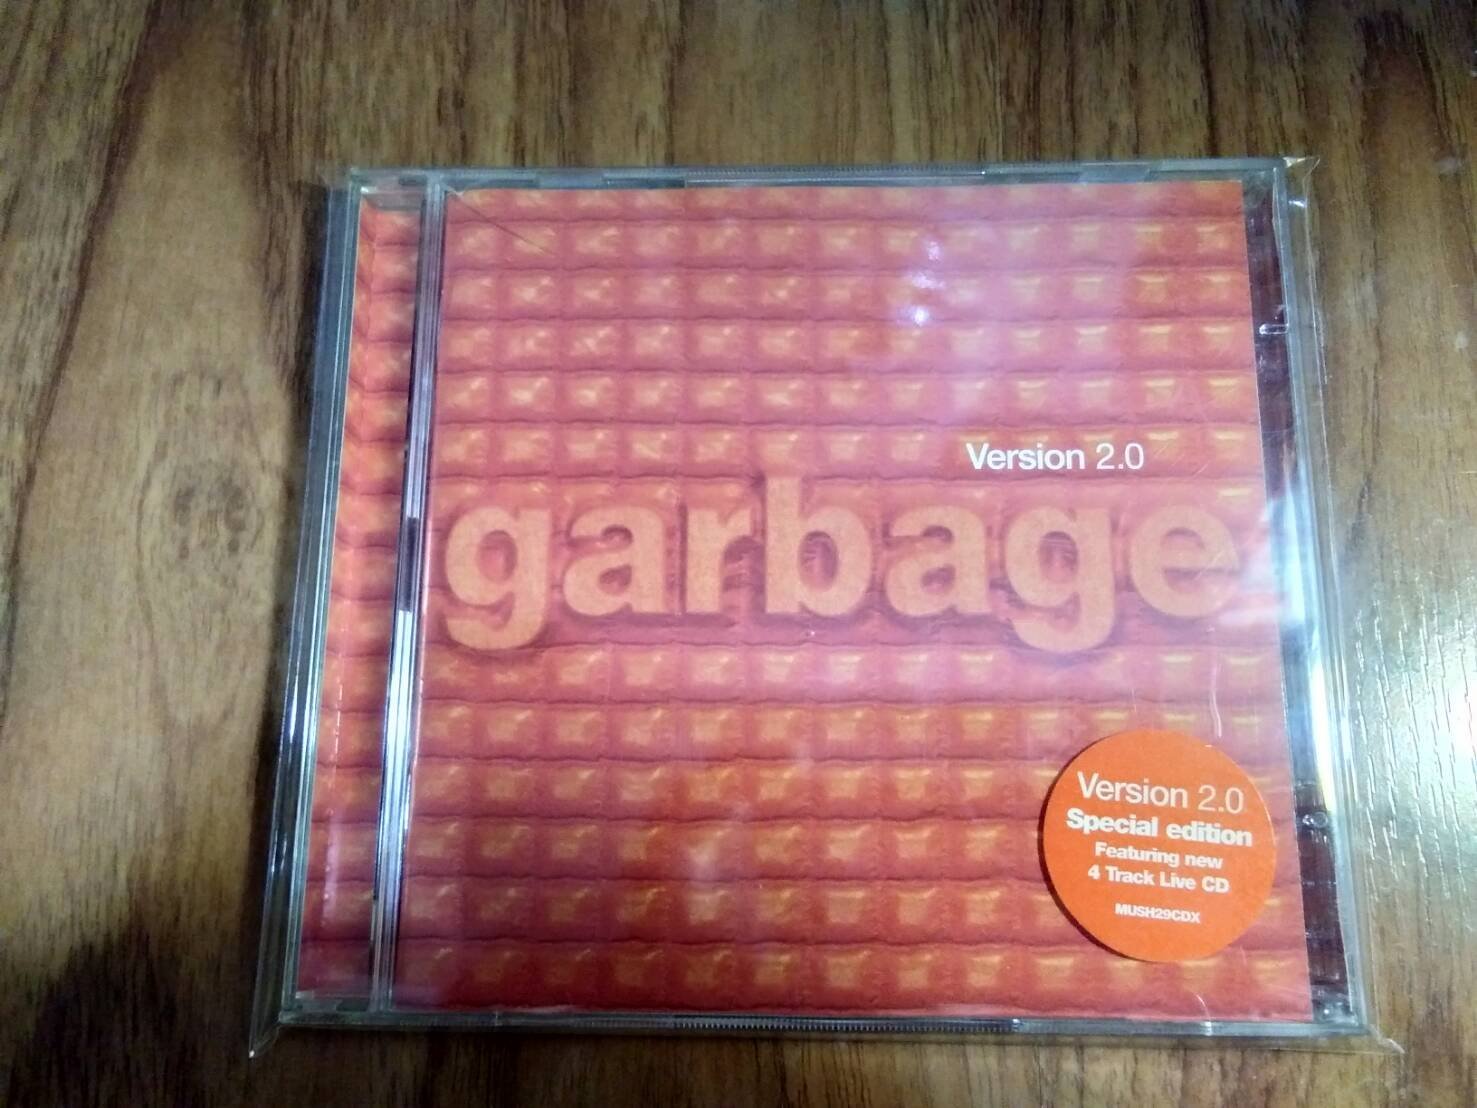 Version 2.0
garbage
Version 2.0
Special edition
Featuring new
4 Track Live CD
MUSH29CDX